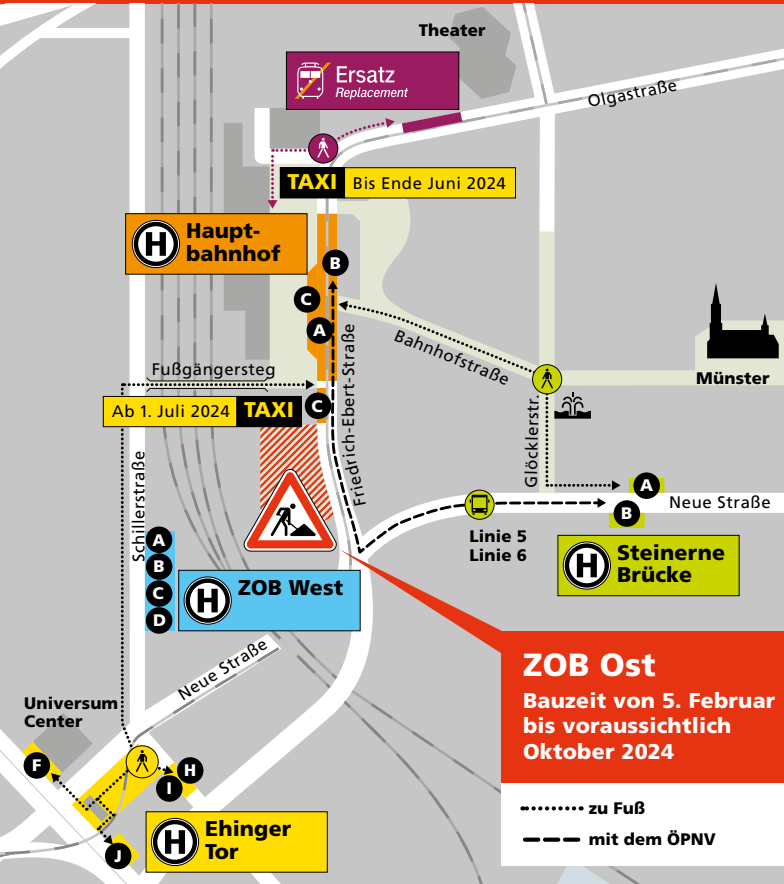 Theater
Ersatz
Replacement
Olgastraße
TAXI Bis Ende Juni 2024
H Haupt-
bahnhof
B
C
A
Bahnhofstraße
Friedrich-Ebert-Straße
Münster
Fußgängersteg
Ab 1. Juli 2024 TAXI
C
Glöcklerstr.
Schillerstraße
A
B
Neue Straße
Linie 5
Linie 6
H Steinerne
Brücke
A
B
C
D
H ZOB West
Neue Straße
ZOB Ost
Bauzeit von 5. Februar
bis voraussichtlich
Oktober 2024
Universum
Center
F
H
I
J
H Ehinger
Tor
zu Fuß
mit dem ÖPNV